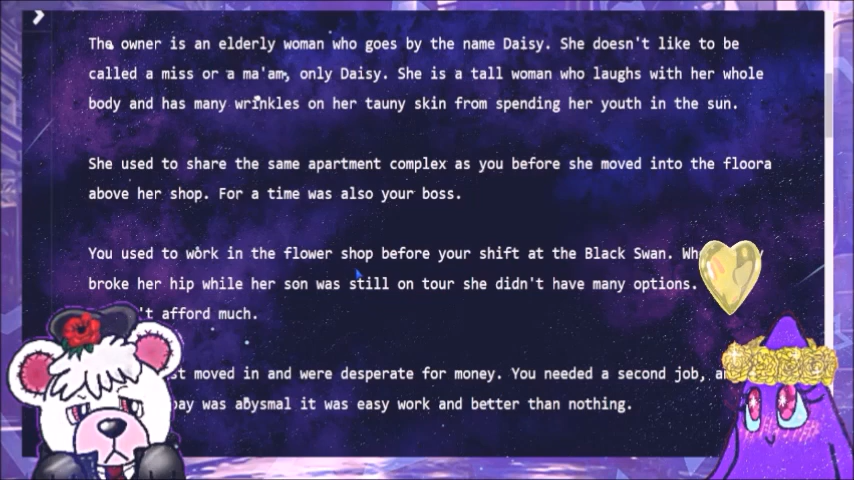 The owner is an elderly woman who goes by the name Daisy. She doesn't like to be
called a miss or a ma'am, only Daisy. She is a tall woman who laughs with her whole
body and has many wrinkles on her tauny skin from spending her youth in the sun.
She used to share the same apartment complex as you before she moved into the floora
above her shop. For a time was also your boss.
You used to work in the flower shop before your shift at the Black Swan.
broke her hip while her son was still on tour she didn't have many options.
afford much.
moved in and were desperate for money. You needed a second job,
pay was abysmal it was easy work and better than nothing.